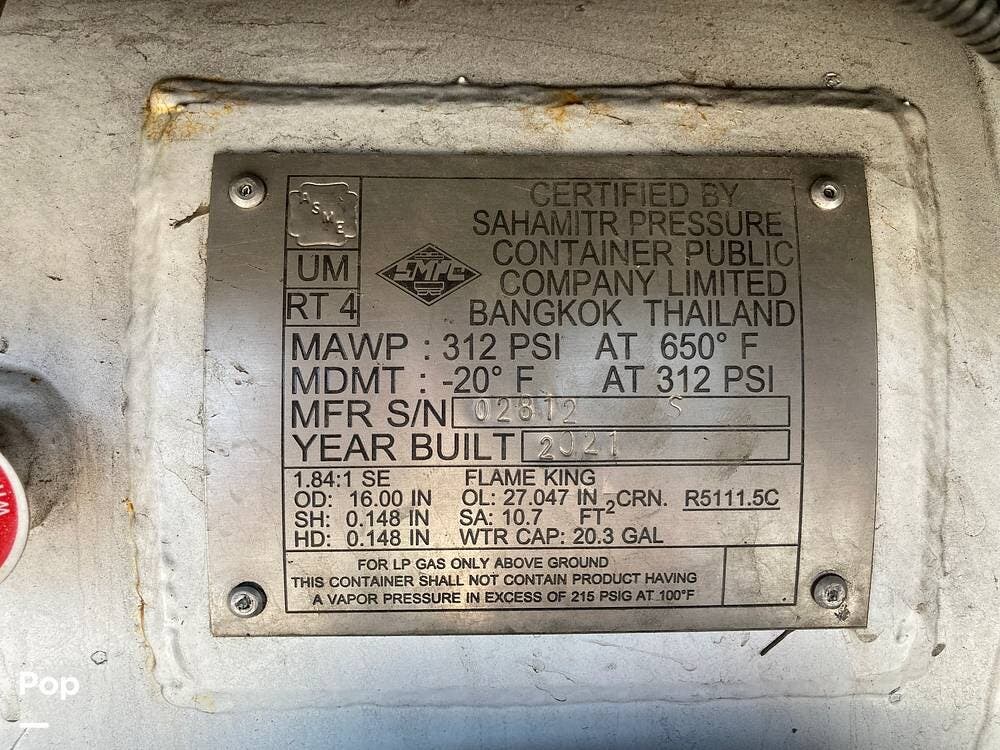 ASME
UM
RT 4
SMPC
CERTIFIED BY
SAHAMITR PRESSURE
CONTAINER PUBLIC
COMPANY LIMITED
BANGKOK THAILAND
MAWP : 312 PSI AT 650° F
MDMT : -20° F AT 312 PSI
MFR S/N 02812 S
YEAR BUILT 2021
1.84:1 SE FLAME KING
OD: 16.00 IN OL: 27.047 IN CRN. R5111.5C
SH: 0.148 IN SA: 10.7 FT2
HD: 0.148 IN WTR CAP: 20.3 GAL
FOR LP GAS ONLY ABOVE GROUND
THIS CONTAINER SHALL NOT CONTAIN PRODUCT HAVING
A VAPOR PRESSURE IN EXCESS OF 215 PSIG AT 100°F
Pop